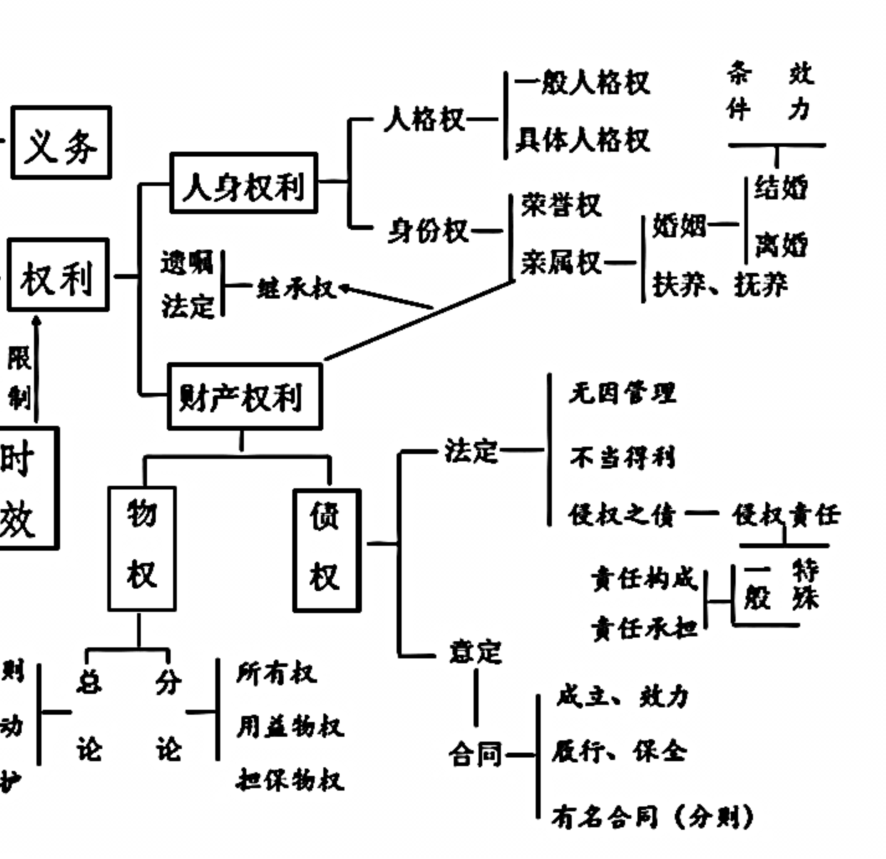 义务
权利
限制
时效
人身权利
人格权
一般人格权
具体人格权
身份权
荣誉权
亲属权
婚姻
条件 效力
结婚
离婚
扶养、抚养
遗嘱
法定
继承权
财产权利
物权
债权
总论
分论
则
动
护
所有权
用益物权
担保物权
法定
无因管理
不当得利
侵权之债
侵权责任
一般 特殊
责任构成
责任承担
意定
合同
成立、效力
履行、保全
有名合同（分则）